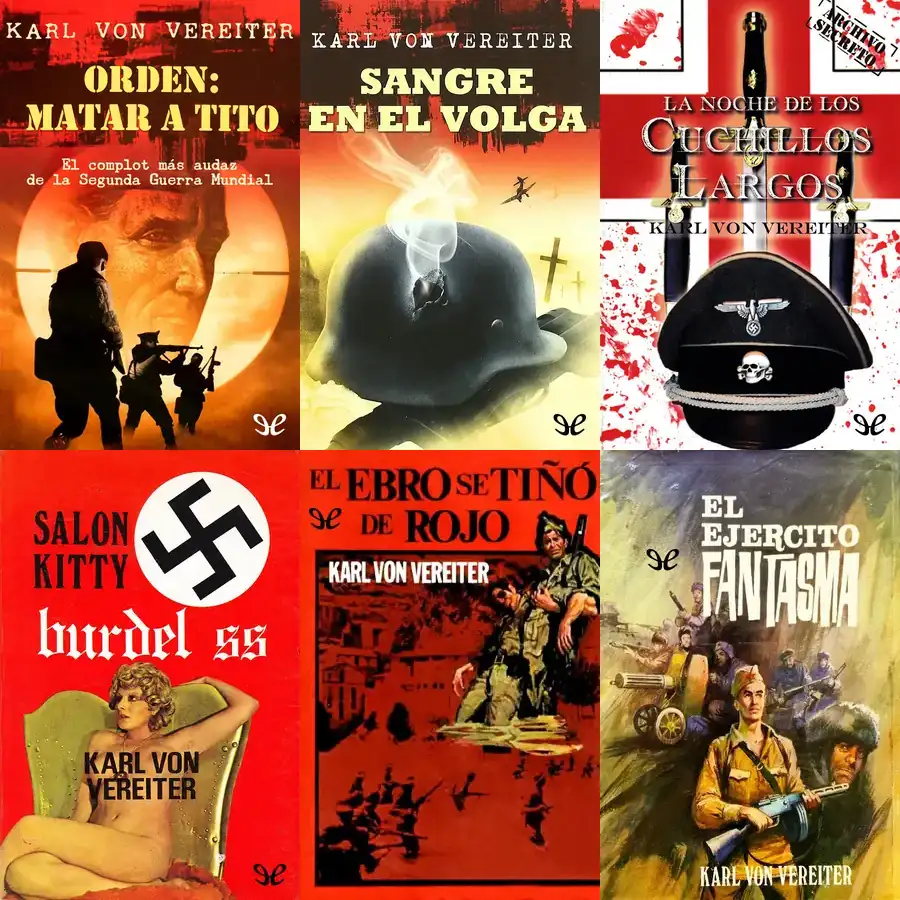 KARL VON VEREITER
ORDEN:
MATAR A TITO
El complot más audaz
de la Segunda Guerra Mundial
KARL VON VEREITER
SANGRE
EN EL VOLGA
ARCHIVO
SECRETO
LA NOCHE DE LOS
CUCHILLOS
LARGOS
KARL VON VEREITER
SALON
KITTY
burdel ss
KARL VON
VEREITER
EL EBRO SE TIÑÓ
DE ROJO
KARL VON VEREITER
EL
EJERCITO
FANTASMA
KARL VON VEREITER